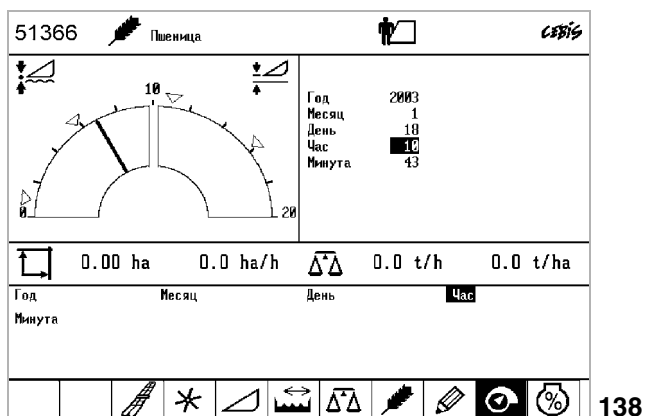 51366 Пшеница CEBIS
10
0 20
Год 2003
Месяц 1
День 18
Час 10
Минута 43
0.00 ha 0.0 ha/h 0.0 t/h 0.0 t/ha
Год Месяц День Час
Минута
%
138